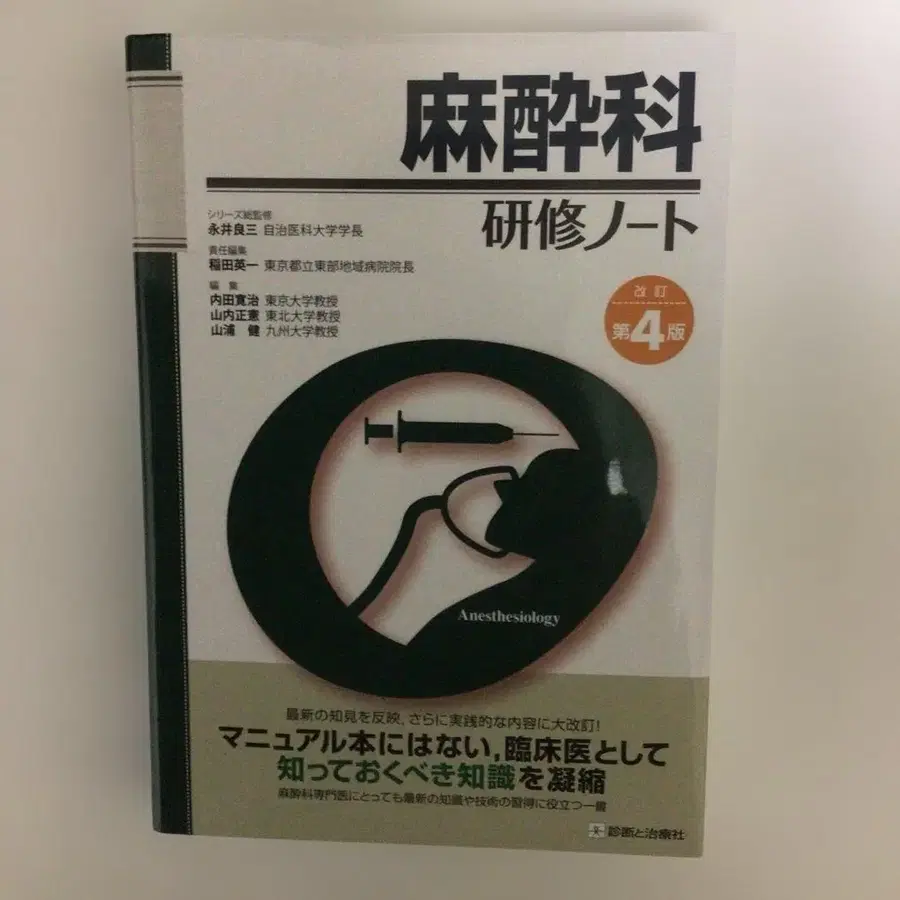 麻酔科
研修ノート
シリーズ総監修
永井良三 自治医科大学学長
責任編集
稲田英一 東京都立東部地域病院院長
編集
内田寛治 東京大学教授
山内正憲 東北大学教授
山浦 健 九州大学教授
改訂
第4版
Anesthesiology
最新の知見を反映，さらに実践的な内容に大改訂！
マニュアル本にはない，臨床医として
知っておくべき知識を凝縮
麻酔科専門医にとっても最新の知識や技術の習得に役立つ一冊
診断と治療社